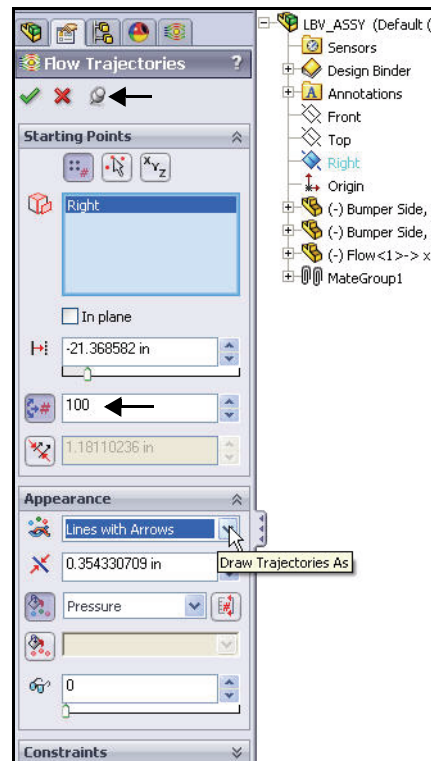 Flow Trajectories ?
Starting Points
X Y Z
Right
In plane
-21.368582 in
100
1.18110236 in
Appearance
Lines with Arrows
Draw Trajectories As
0.354330709 in
Pressure
0
Constraints
LBV_ASSY (Default (
Sensors
Design Binder
A Annotations
Front
Top
Right
Origin
(-) Bumper Side,
(-) Bumper Side,
(-) Flow<1>-> x
MateGroup1